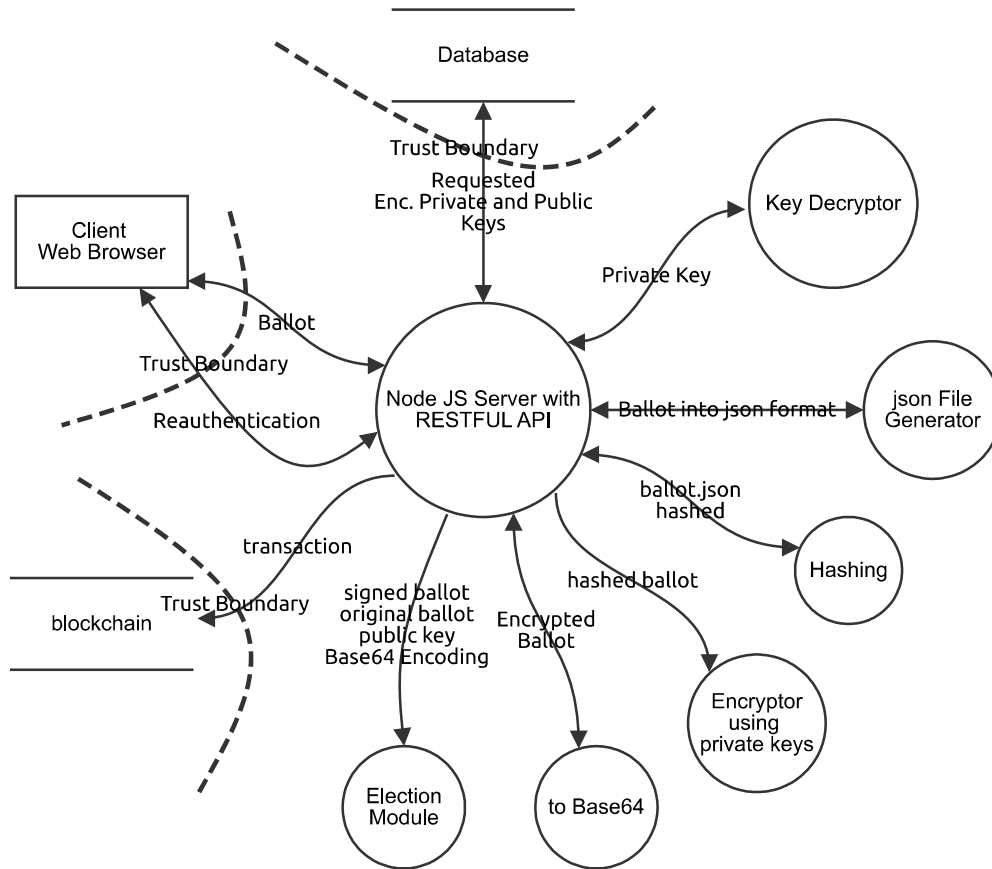 Database
Trust Boundary
Requested
Enc. Private and Public
Keys
Key Decryptor
Client
Web Browser
Private Key
Ballot
Trust Boundary
Reauthentication
Node JS Server with
RESTFUL API
Ballot into json format
json File
Generator
ballot.json
hashed
Hashing
transaction
Trust Boundary
blockchain
signed ballot
original ballot
public key
Base64 Encoding
Encrypted
Ballot
hashed ballot
Encryptor
using
private keys
Election
Module
to Base64